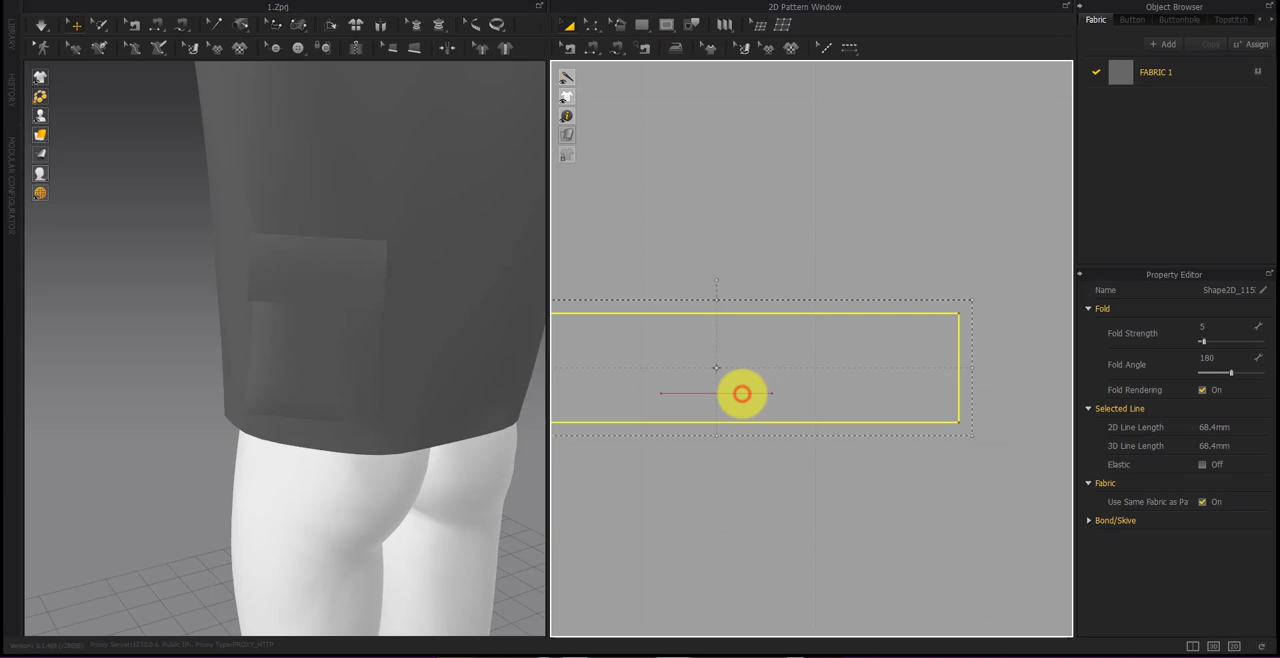 1.Zprj
2D Pattern Window
Object Browser
Fabric
Button
Buttonhole
Topstitch
+ Add
Copy
Assign
FABRIC 1
LIBRARY
HISTORY
MODULAR CONFIGURATOR
Property Editor
Name
Fold
Fold Strength
5
Fold Angle
180
Fold Rendering
On
Selected Line
2D Line Length
68.4mm
3D Line Length
68.4mm
Elastic
Off
Fabric
Use Same Fabric as Pa
On
Bond/Skive
3D
2D